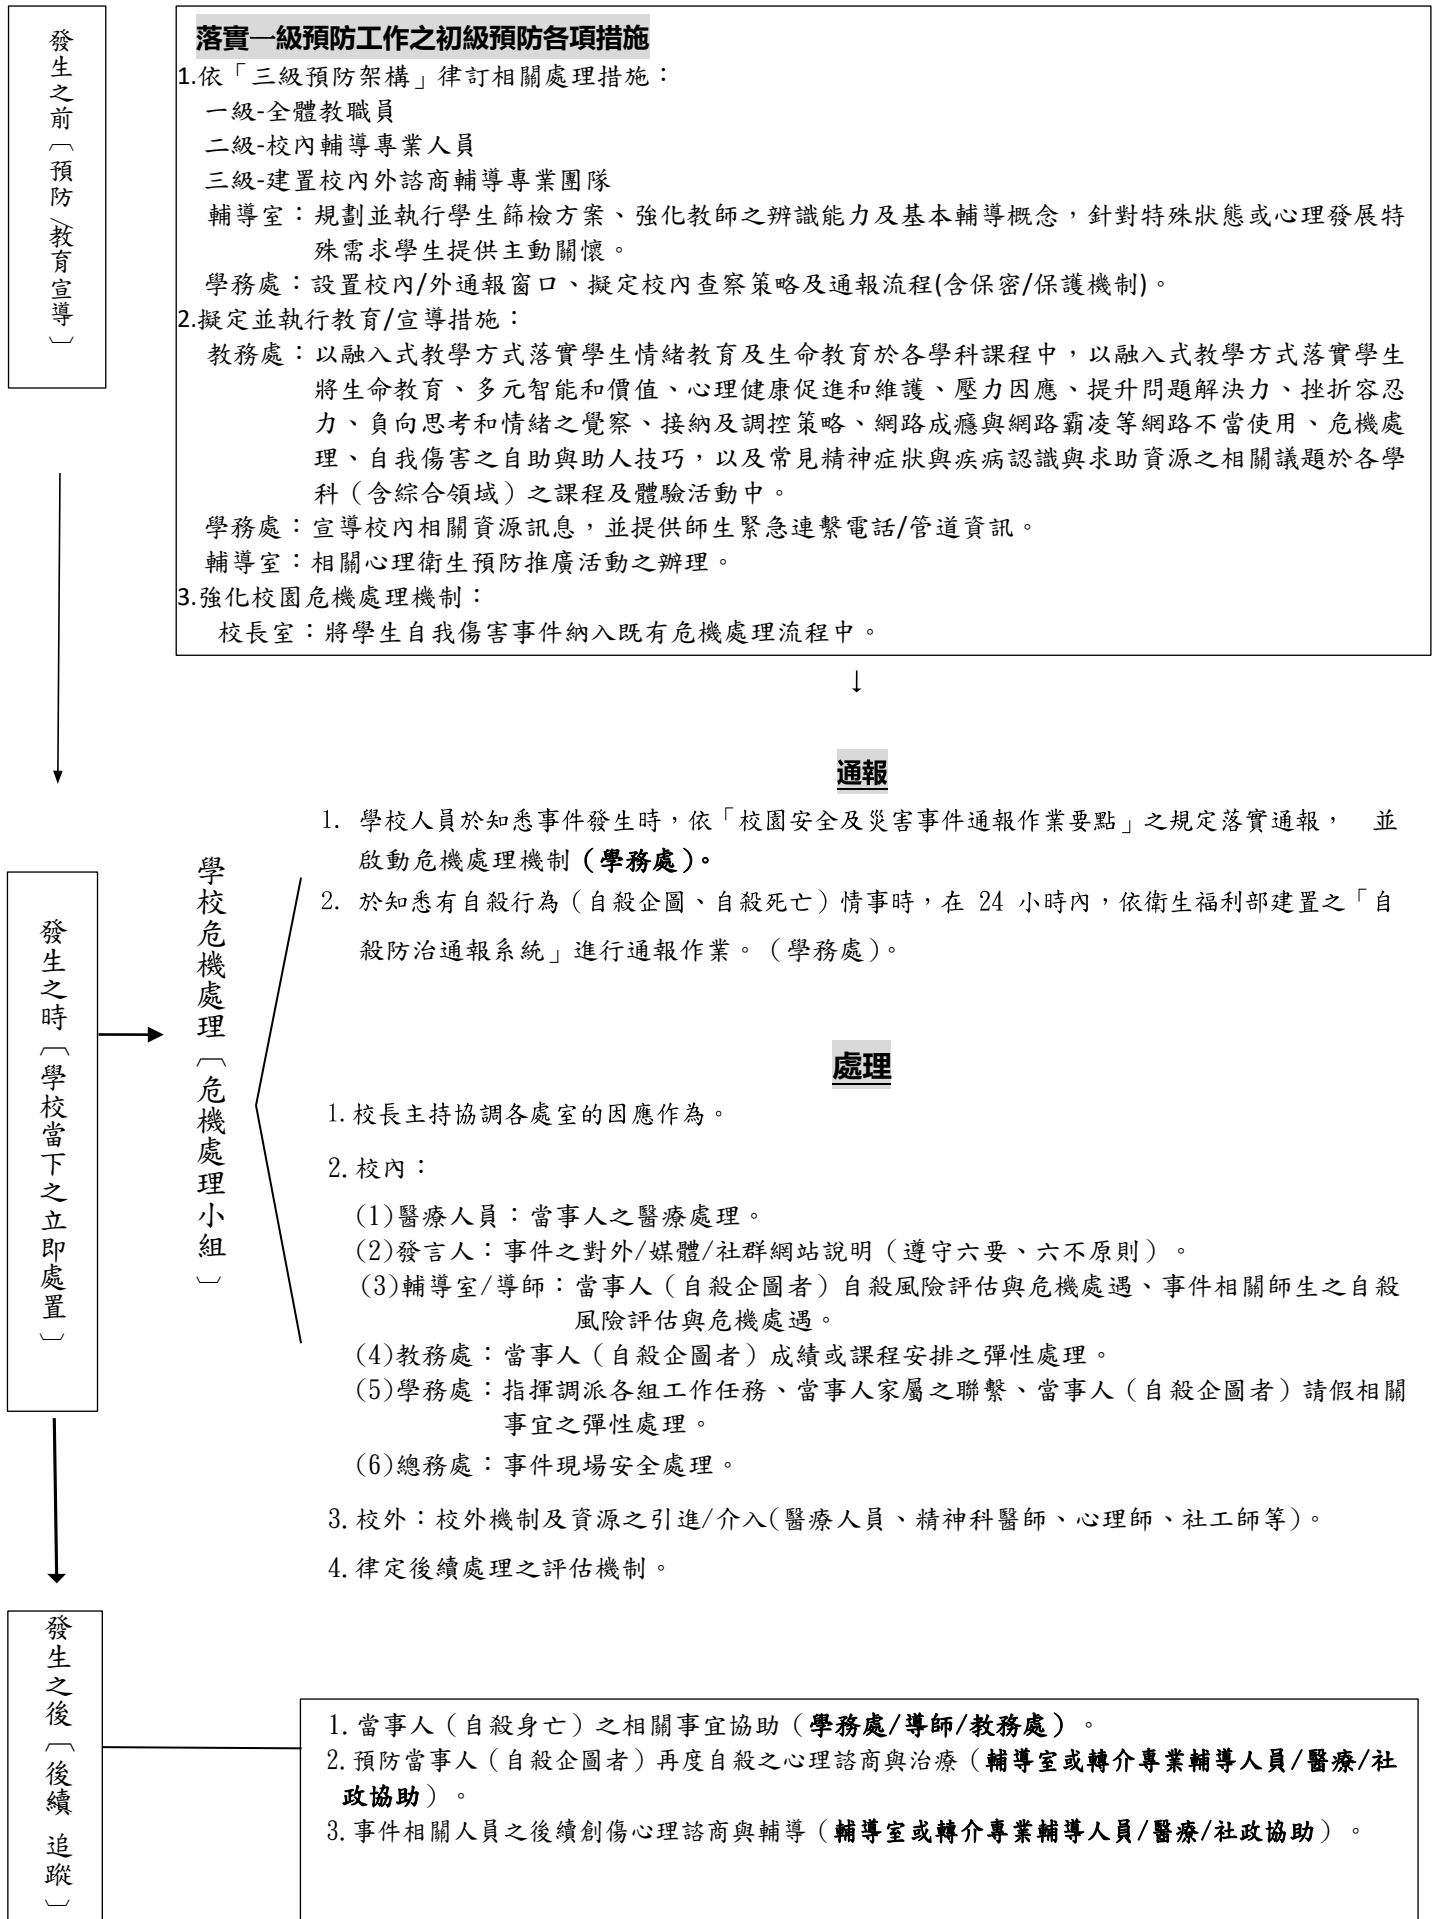 發生之前︹預防/教育宣導︺
落實一級預防工作之初級預防各項措施
1.依「三級預防架構」律訂相關處理措施：
一級-全體教職員
二級-校內輔導專業人員
三級-建置校內外諮商輔導專業團隊
輔導室：規劃並執行學生篩檢方案、強化教師之辨識能力及基本輔導概念，針對特殊狀態或心理發展特
殊需求學生提供主動關懷。
學務處：設置校內/外通報窗口、擬定校內查察策略及通報流程(含保密/保護機制)。
2.擬定並執行教育/宣導措施：
教務處：以融入式教學方式落實學生情緒教育及生命教育於各學科課程中，以融入式教學方式落實學生
將生命教育、多元智能和價值、心理健康促進和維護、壓力因應、提升問題解決力、挫折容忍
力、負向思考和情緒之覺察、接納及調控策略、網路成癮與網路霸凌等網路不當使用、危機處
理、自我傷害之自助與助人技巧，以及常見精神症狀與疾病認識與求助資源之相關議題於各學
科（含綜合領域）之課程及體驗活動中。
學務處：宣導校內相關資源訊息，並提供師生緊急連繫電話/管道資訊。
輔導室：相關心理衛生預防推廣活動之辦理。
3.強化校園危機處理機制：
校長室：將學生自我傷害事件納入既有危機處理流程中。
↓
發生之時︹學校當下之立即處置︺
學校危機處理︹危機處理小組︺
通報
1. 學校人員於知悉事件發生時，依「校園安全及災害事件通報作業要點」之規定落實通報， 並
啟動危機處理機制（學務處）。
2. 於知悉有自殺行為（自殺企圖、自殺死亡）情事時，在 24 小時內，依衛生福利部建置之「自
殺防治通報系統」進行通報作業。（學務處）。
處理
1.校長主持協調各處室的因應作為。
2.校內：
(1)醫療人員：當事人之醫療處理。
(2)發言人：事件之對外/媒體/社群網站說明（遵守六要、六不原則）。
(3)輔導室/導師：當事人（自殺企圖者）自殺風險評估與危機處遇、事件相關師生之自殺
風險評估與危機處遇。
(4)教務處：當事人（自殺企圖者）成績或課程安排之彈性處理。
(5)學務處：指揮調派各組工作任務、當事人家屬之聯繫、當事人（自殺企圖者）請假相關
事宜之彈性處理。
(6)總務處：事件現場安全處理。
3.校外：校外機制及資源之引進/介入(醫療人員、精神科醫師、心理師、社工師等)。
4.律定後續處理之評估機制。
發生之後︹後續 追蹤︺
1.當事人（自殺身亡）之相關事宜協助（學務處/導師/教務處）。
2.預防當事人（自殺企圖者）再度自殺之心理諮商與治療（輔導室或轉介專業輔導人員/醫療/社
政協助）。
3.事件相關人員之後續創傷心理諮商與輔導（輔導室或轉介專業輔導人員/醫療/社政協助）。